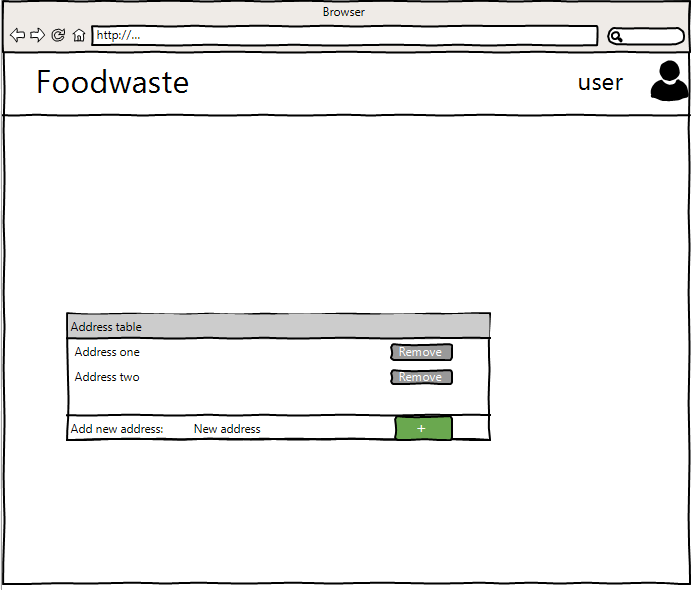 Browser
http://...
Foodwaste
user
Address table
Address one
Remove
Address two
Remove
Add new address:
New address
+